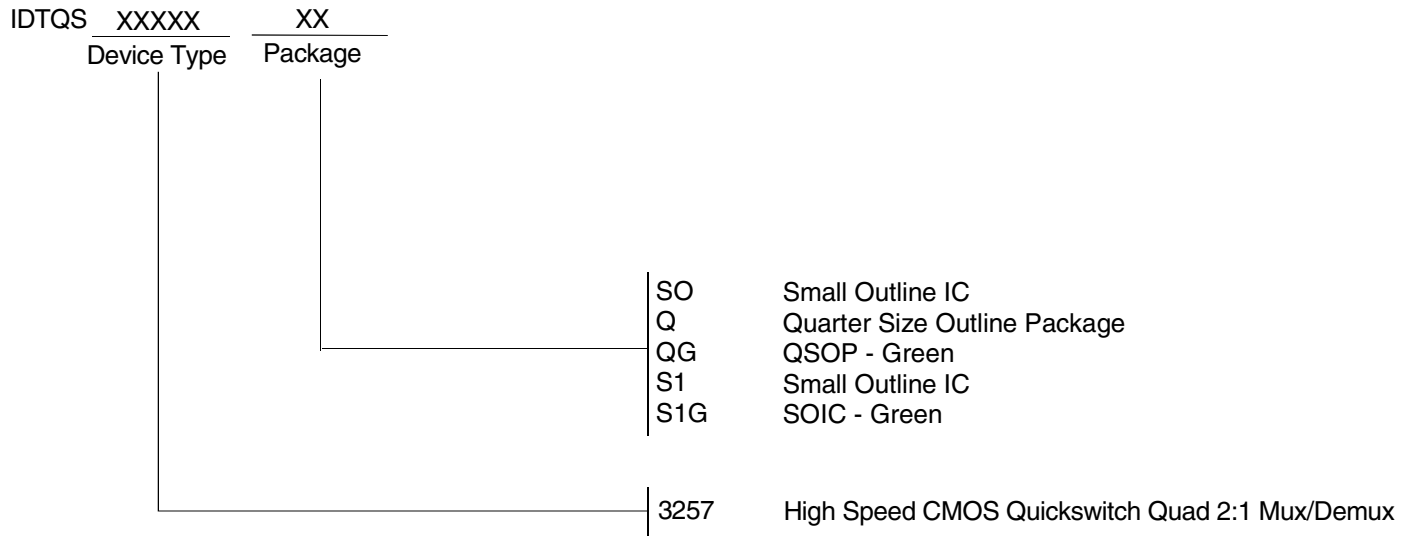 IDTQS XXXXX XX
Device Type Package
SO Small Outline IC
Q Quarter Size Outline Package
QG QSOP - Green
S1 Small Outline IC
S1G SOIC - Green
3257 High Speed CMOS Quickswitch Quad 2:1 Mux/Demux